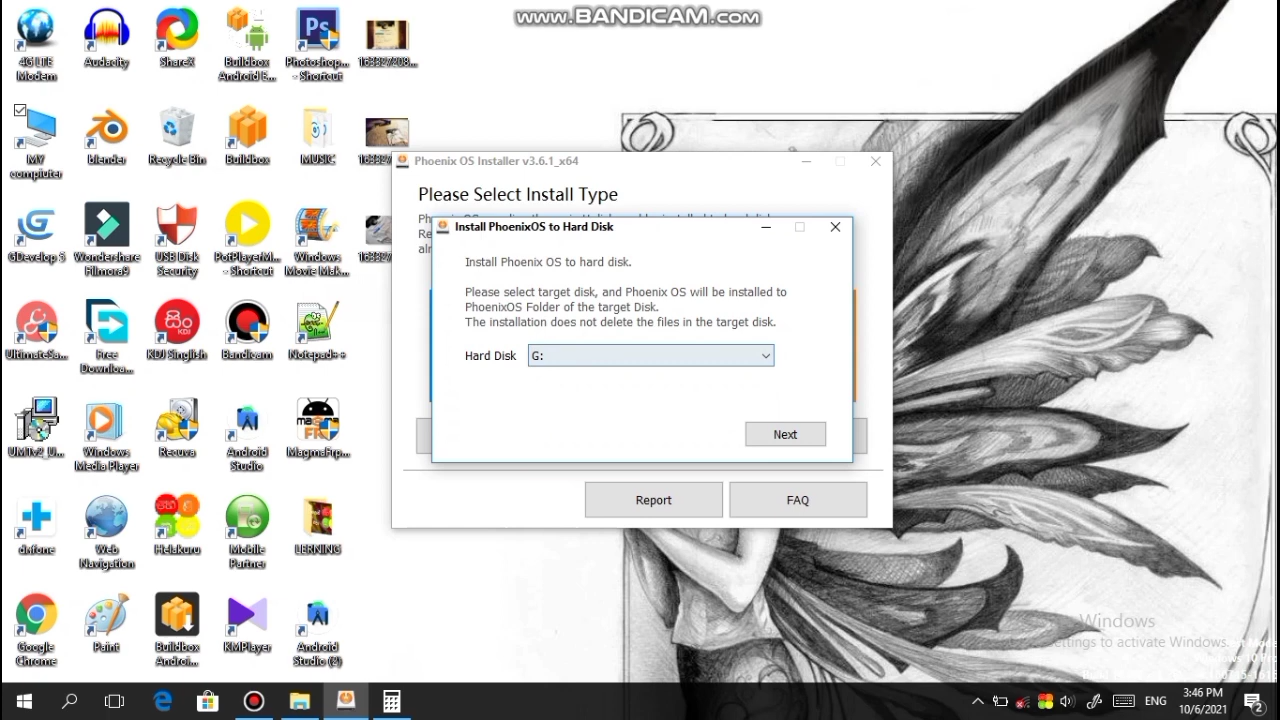 www.BANDICAM.com
4G LTE
Modem
Audacity
ShareX
Buildbox
Android E...
Photoshop...
- Shortcut
MY
compiuter
blender
Recycle Bin
Buildbox
MUSIC
GDevelop 5
Wondershare
Filmora9
USB Disk
Security
PotPlayerM...
- Shortcut
Windows
Movie Mak...
UltimateSa...
Free
Downloa...
KDJ Singlish
Bandicam
Notepad++
UMTv2_U...
Windows
Media Player
Recuva
Android
Studio
MagmaFrp...
drfone
Web
Navigation
Helakuru
Mobile
Partner
LERNING
Google
Chrome
Paint
Buildbox
Androi...
KMPlayer
Android
Studio (2)
Phoenix OS Installer v3.6.1_x64
Please Select Install Type
Install PhoenixOS to Hard Disk
Install Phoenix OS to hard disk.
Please select target disk, and Phoenix OS will be installed to
PhoenixOS Folder of the target Disk.
The installation does not delete the files in the target disk.
Hard Disk
G:
Next
Report
FAQ
Windows
ettings to activate Windows.
ENG
3:46 PM
10/6/2021
2